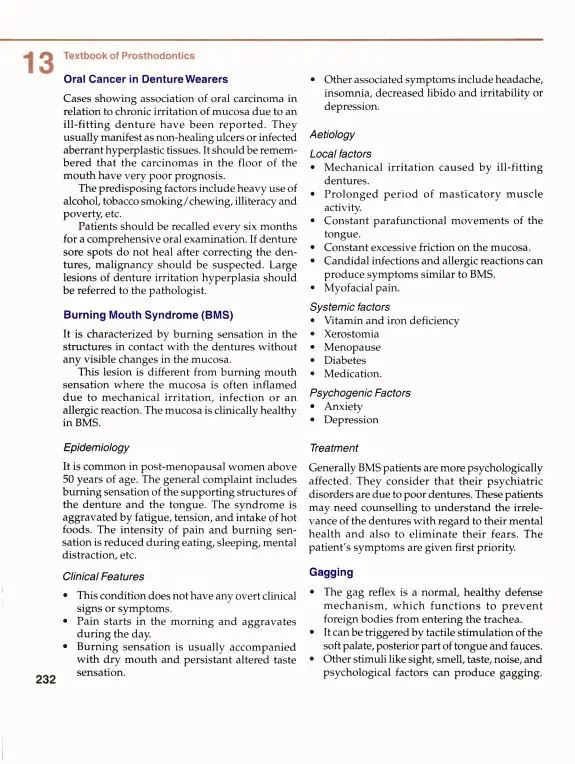 13
Textbook of Prosthodontics
Oral Cancer in Denture Wearers
Cases showing association of oral carcinoma in
relation to chronic irritation of mucosa due to an
ill-fitting denture have been reported. They
usually manifest as non-healing ulcers or infected
aberrant hyperplastic tissues. It should be remem-
bered that the carcinomas in the floor of the
mouth have very poor prognosis.
The predisposing factors include heavy use of
alcohol, tobacco smoking/chewing, illiteracy and
poverty, etc.
Patients should be recalled every six months
for a comprehensive oral examination. If denture
sore spots do not heal after correcting the den-
tures, malignancy should be suspected. Large
lesions of denture irritation hyperplasia should
be referred to the pathologist.
Burning Mouth Syndrome (BMS)
It is characterized by burning sensation in the
structures in contact with the dentures without
any visible changes in the mucosa.
This lesion is different from burning mouth
sensation where the mucosa is often inflamed
due to mechanical irritation, infection or an
allergic reaction. The mucosa is clinically healthy
in BMS.
Epidemiology
It is common in post-menopausal women above
50 years of age. The general complaint includes
burning sensation of the supporting structures of
the denture and the tongue. The syndrome is
aggravated by fatigue, tension, and intake of hot
foods. The intensity of pain and burning sen-
sation is reduced during eating, sleeping, mental
distraction, etc.
Clinical Features
• This condition does not have any overt clinical
signs or symptoms.
• Pain starts in the morning and aggravates
during the day.
• Burning sensation is usually accompanied
with dry mouth and persistant altered taste
sensation.
232
• Other associated symptoms include headache,
insomnia, decreased libido and irritability or
depression.
Aetiology
Local factors
• Mechanical irritation caused by ill-fitting
dentures.
• Prolonged period of masticatory muscle
activity.
• Constant parafunctional movements of the
tongue.
• Constant excessive friction on the mucosa.
• Candidal infections and allergic reactions can
produce symptoms similar to BMS.
• Myofacial pain.
Systemic factors
• Vitamin and iron deficiency
• Xerostomia
• Menopause
• Diabetes
• Medication.
Psychogenic Factors
• Anxiety
• Depression
Treatment
Generally BMS patients are more psychologically
affected. They consider that their psychiatric
disorders are due to poor dentures. These patients
may need counselling to understand the irrele-
vance of the dentures with regard to their mental
health and also to eliminate their fears. The
patient's symptoms are given first priority.
Gagging
• The gag reflex is a normal, healthy defense
mechanism, which functions to prevent
foreign bodies from entering the trachea.
• It can be triggered by tactile stimulation of the
soft palate, posterior part of tongue and fauces.
• Other stimuli like sight, smell, taste, noise, and
psychological factors can produce gagging.